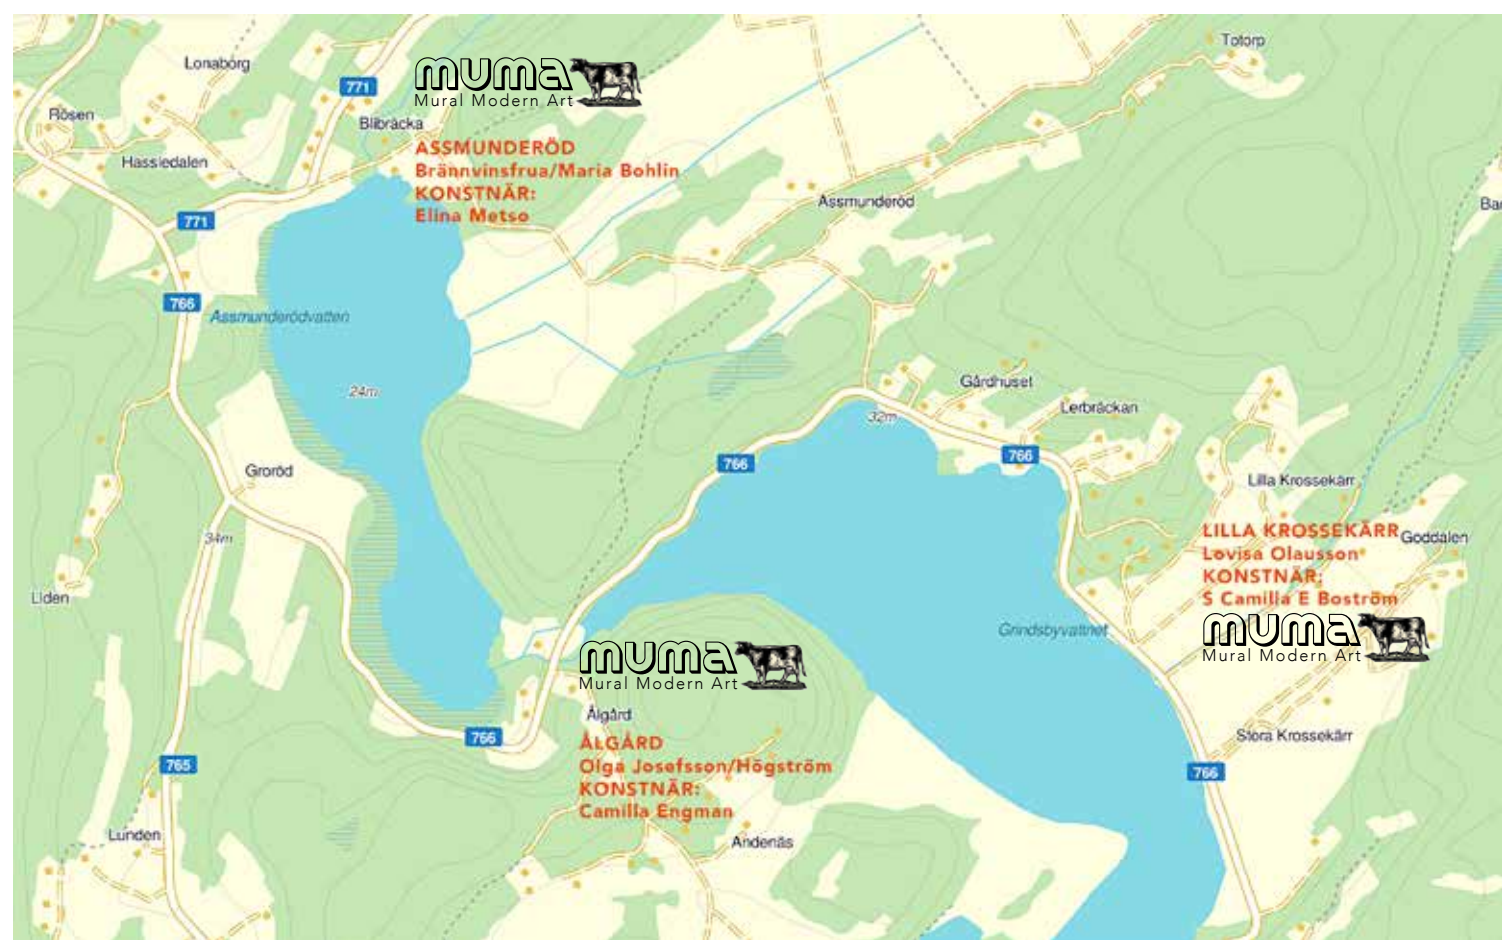 Totorp
Lonaborg
771
muma
Mural Modern Art
Rösen
Blibräcka
ASSMUNDERÖD
Brännvinsfrua/Maria Bohlin
KONSTNÄR:
Elina Metso
Hassledalen
Assmunderöd
771
766
Assmunderödvatten
24m
Gårdhuset
Lerbräckan
32m
766
766
Groröd
Lilla Krossekärr
34m
LILLA KROSSEKÄRR
Lovisa Olausson
KONSTNÄR:
S Camilla E Boström
muma
Mural Modern Art
Goddalen
Liden
Grindsbyvattnet
muma
Mural Modern Art
Ålgård
ÅLGÅRD
Olga Josefsson/Högström
KONSTNÄR:
Camilla Engman
766
Stora Krossekärr
766
765
Lunden
Andenäs